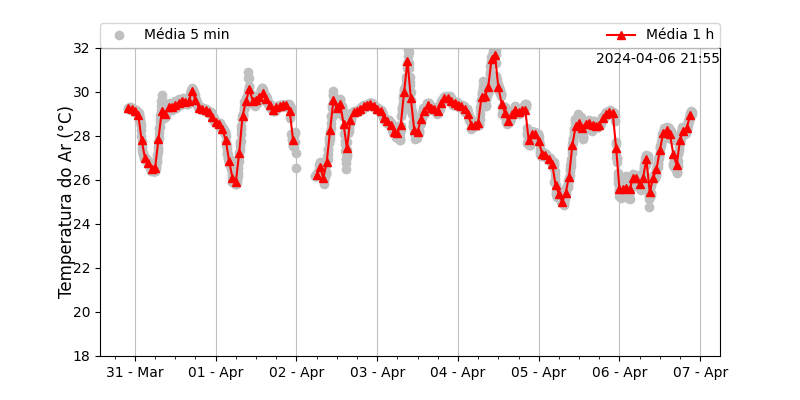 Média 5 min
Média 1 h
2024-04-06 21:55
Temperatura do Ar (°C)
32
30
28
26
24
22
20
18
31 - Mar
01 - Apr
02 - Apr
03 - Apr
04 - Apr
05 - Apr
06 - Apr
07 - Apr